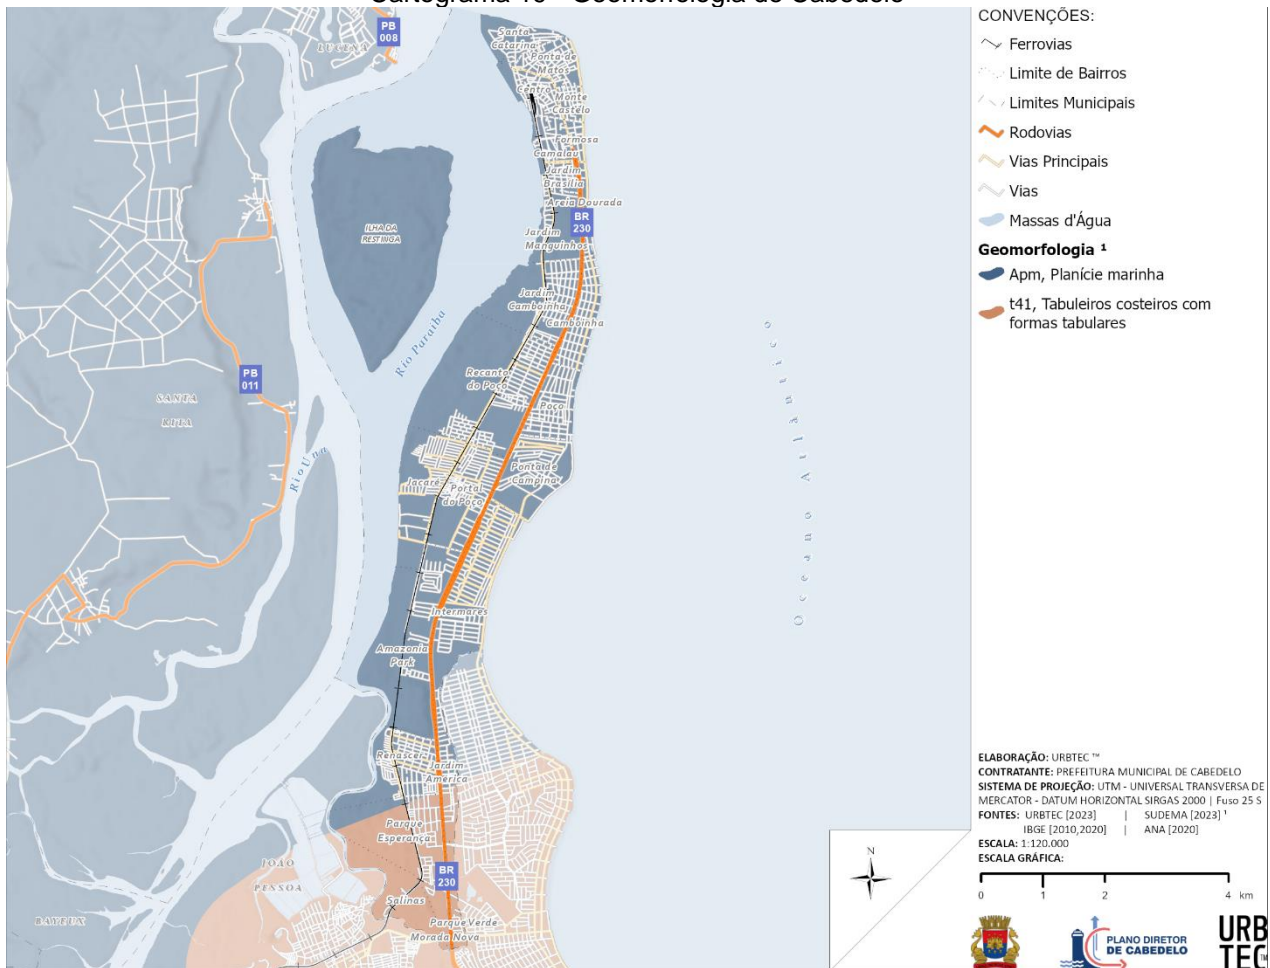 Cartograma 10 - Geomorfologia de Cabedelo
CONVENÇÕES:
Ferrovias
Limite de Bairros
Limites Municipais
Rodovias
Vias Principais
Vias
Massas d'Água
Geomorfologia ¹
Apm, Planície marinha
t41, Tabuleiros costeiros com
formas tabulares
PB
008
LUCENA
Santa
Catarina
Ponta de
Matos
Centro
Monte
Castelo
Formosa
Camalaú
Jardim
Brasília
Areia Dourada
BR
230
ILHA DA
RESTINGA
Jardim
Manguinhos
Jardim
Camboinha
Camboinha
Rio Paraíba
Oceano Atlântico
PB
011
SANTA
RITA
Recanto
do Poço
Poço
Rio Una
Ponta de
Campina
Jacaré
Portal
do Poço
Intermares
Amazonia
Park
Renascer
Jardim
América
Parque
Esperança
JOÃO
PESSOA
BR
230
Salinas
BAYEUX
Parque Verde
Morada Nova
N
ELABORAÇÃO: URBTEC ™
CONTRATANTE: PREFEITURA MUNICIPAL DE CABEDELO
SISTEMA DE PROJEÇÃO: UTM - UNIVERSAL TRANSVERSA DE
MERCATOR - DATUM HORIZONTAL SIRGAS 2000 | Fuso 25 S
FONTES: URBTEC [2023] | SUDEMA [2023] ¹
IBGE [2010,2020] | ANA [2020]
ESCALA: 1:120.000
ESCALA GRÁFICA:
0 1 2 4 km
PLANO DIRETOR
DE CABEDELO
URB
TEC™